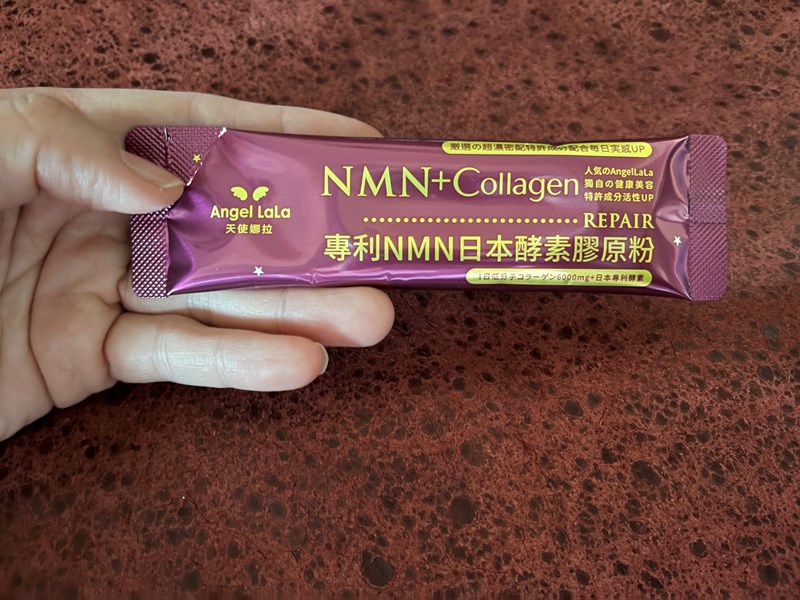 厳選の超濃密配特許成分配合毎日実感UP
Angel LaLa
天使娜拉
NMN+Collagen
人気のAngelLaLa
獨自の健康美容
特許成分活性UP
REPAIR
專利NMN日本酵素膠原粉
1日低分子コラーゲン6000mg+日本專利酵素